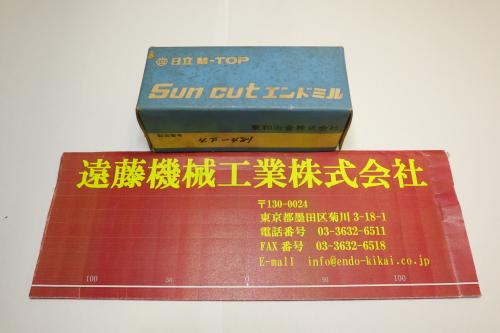 日立 M-TOP
Sun cut エンドミル
遠藤機械工業株式会社
〒130-0024
東京都墨田区菊川 3-18-1
電話番号 03-3632-6511
FAX 番号 03-3632-6518
E-mail info@endo-kikai.co.jp
100 50 0 50 100